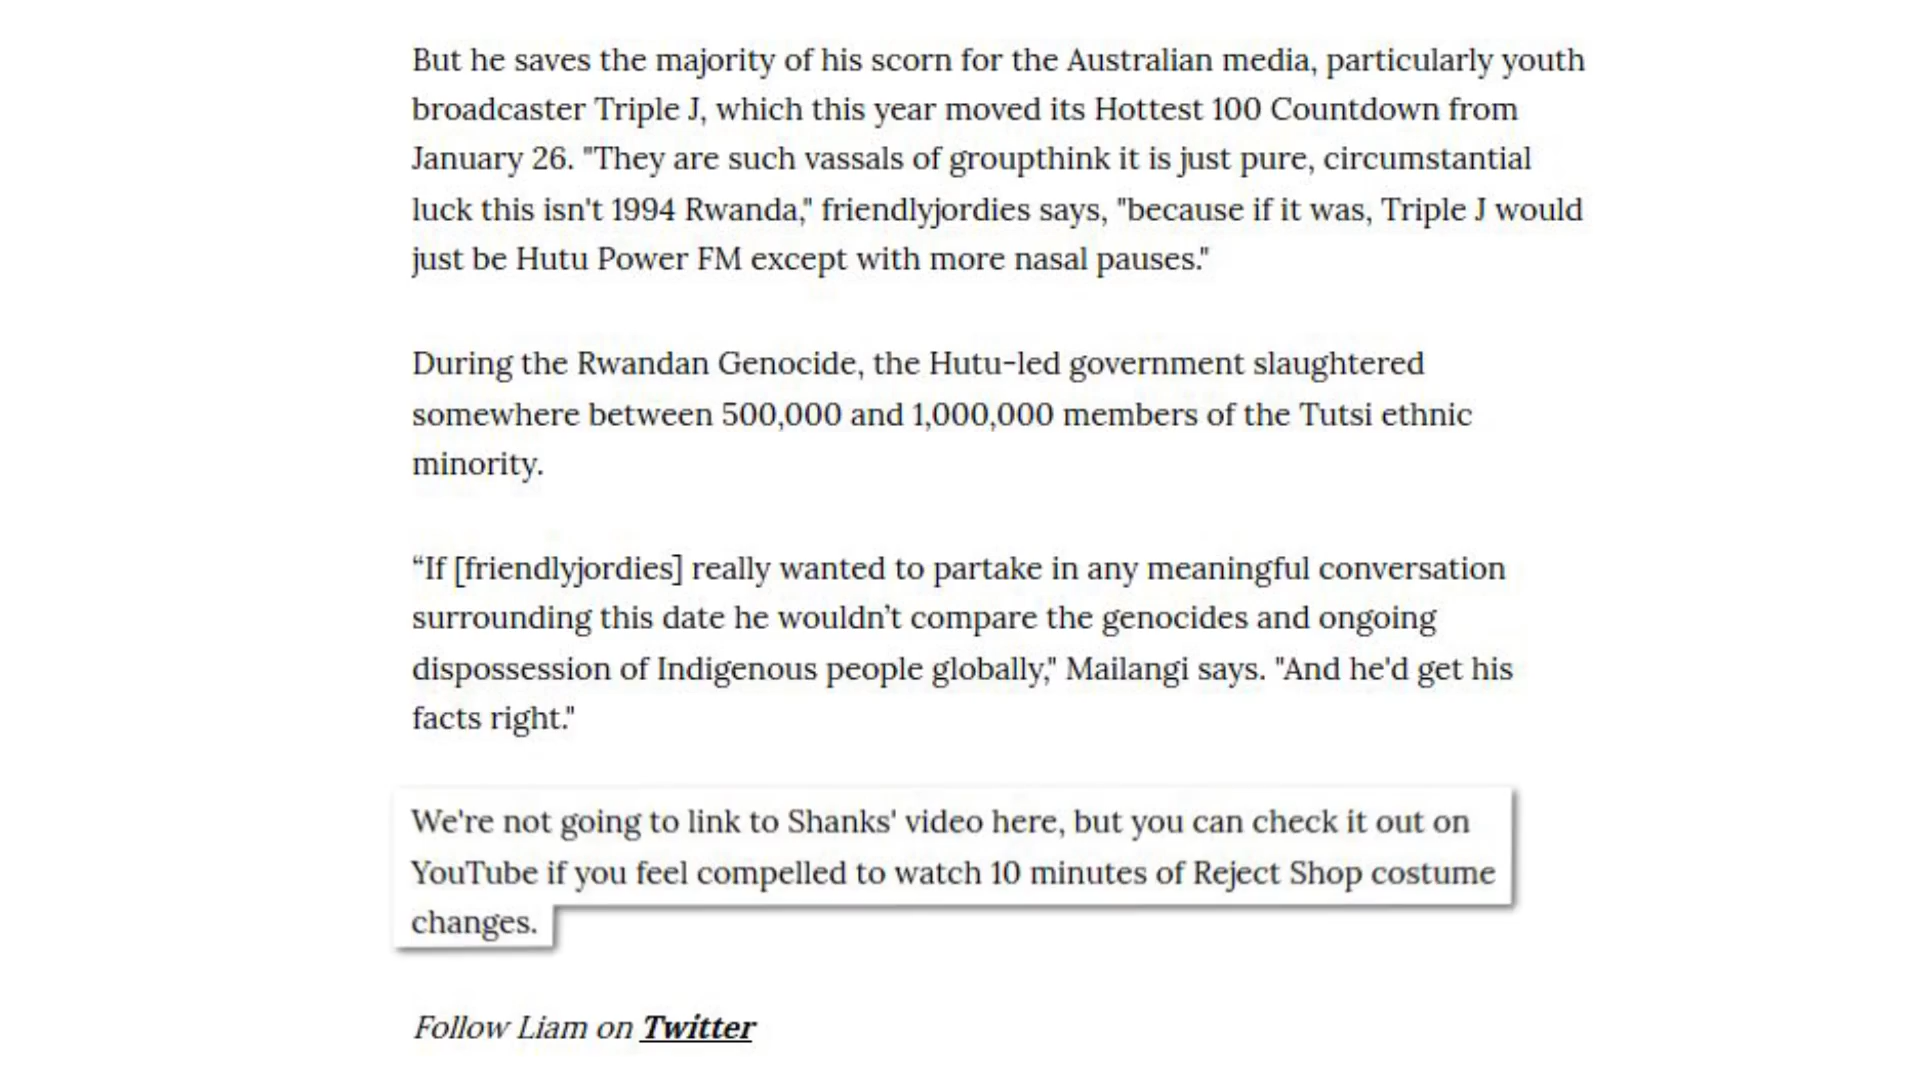 But he saves the majority of his scorn for the Australian media, particularly youth
broadcaster Triple J, which this year moved its Hottest 100 Countdown from
January 26. "They are such vassals of groupthink it is just pure, circumstantial
luck this isn't 1994 Rwanda," friendlyjordies says, "because if it was, Triple J would
just be Hutu Power FM except with more nasal pauses."
During the Rwandan Genocide, the Hutu-led government slaughtered
somewhere between 500,000 and 1,000,000 members of the Tutsi ethnic
minority.
“If [friendlyjordies] really wanted to partake in any meaningful conversation
surrounding this date he wouldn’t compare the genocides and ongoing
dispossession of Indigenous people globally," Mailangi says. "And he'd get his
facts right."
We're not going to link to Shanks' video here, but you can check it out on
YouTube if you feel compelled to watch 10 minutes of Reject Shop costume
changes.
Follow Liam on Twitter